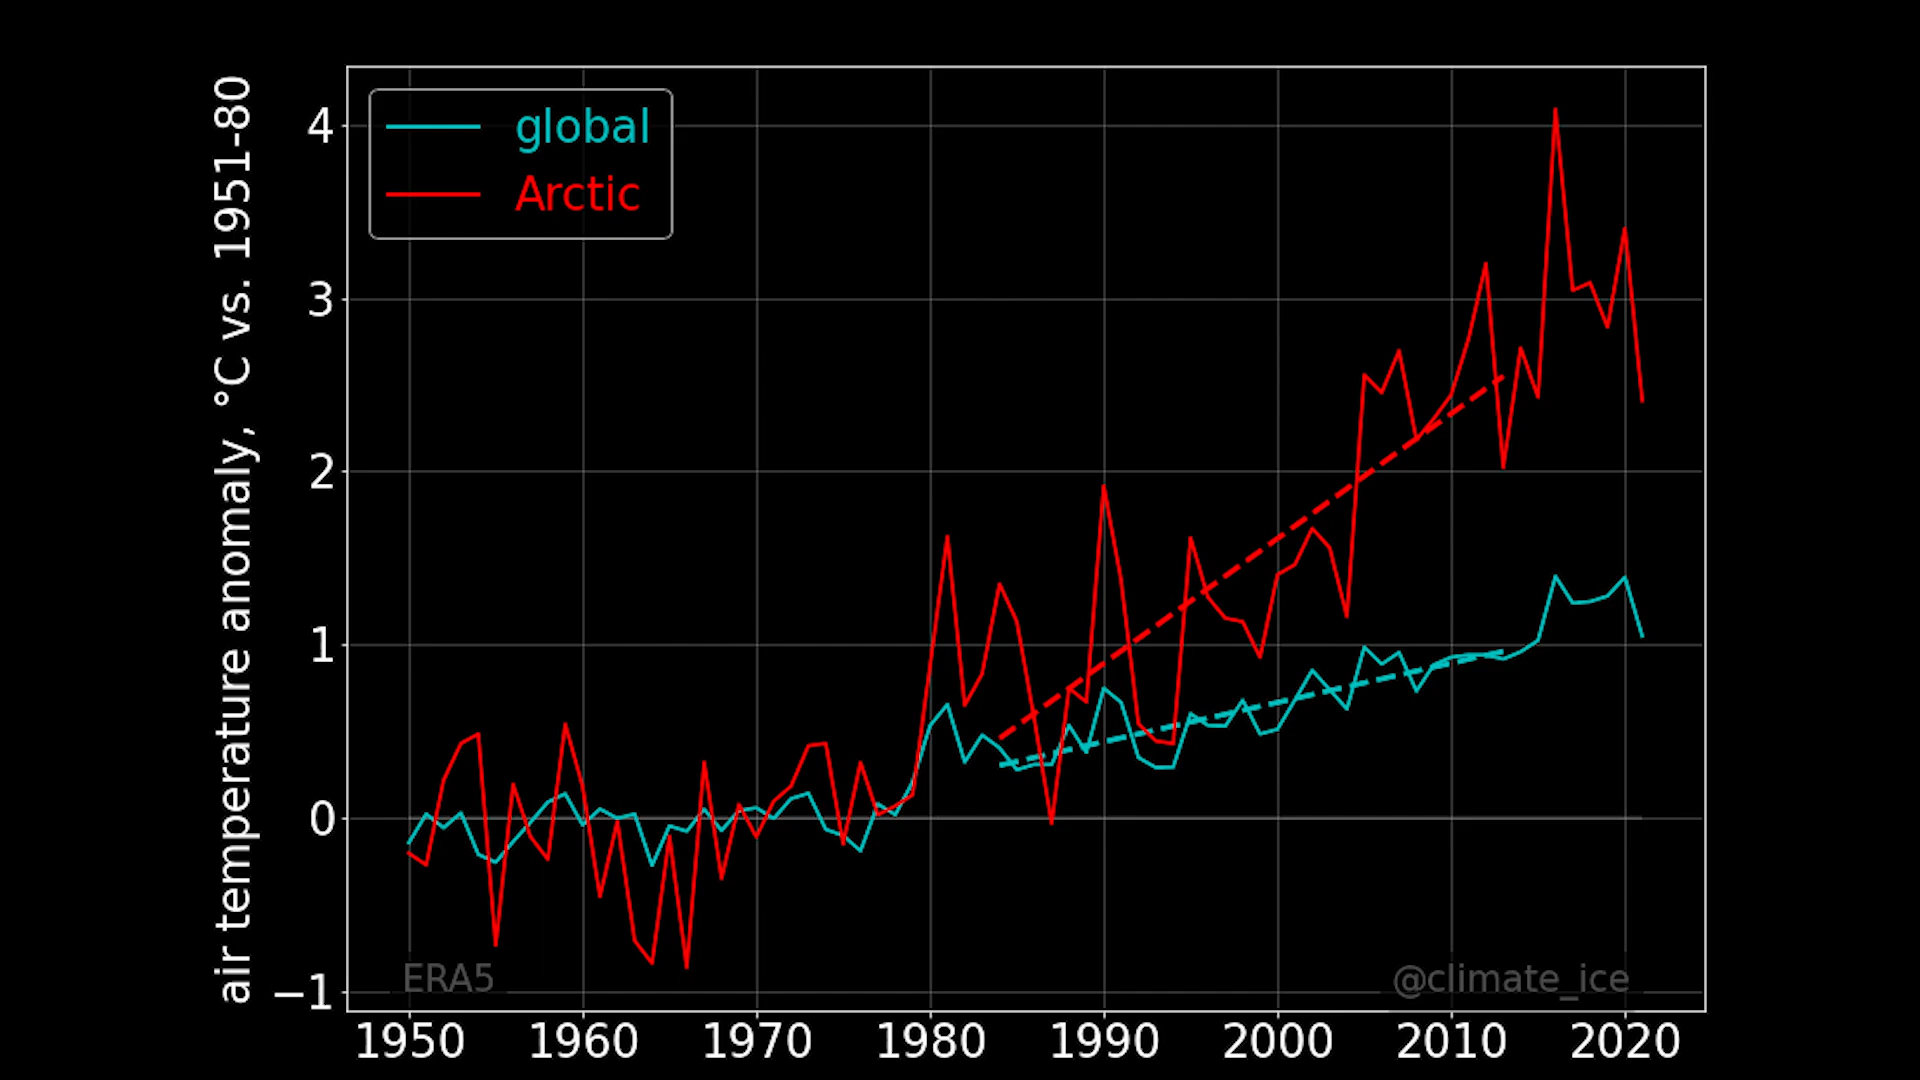 air temperature anomaly, °C vs. 1951-80
global
Arctic
4
3
2
1
0
−1
ERA5
@climate_ice
1950 1960 1970 1980 1990 2000 2010 2020